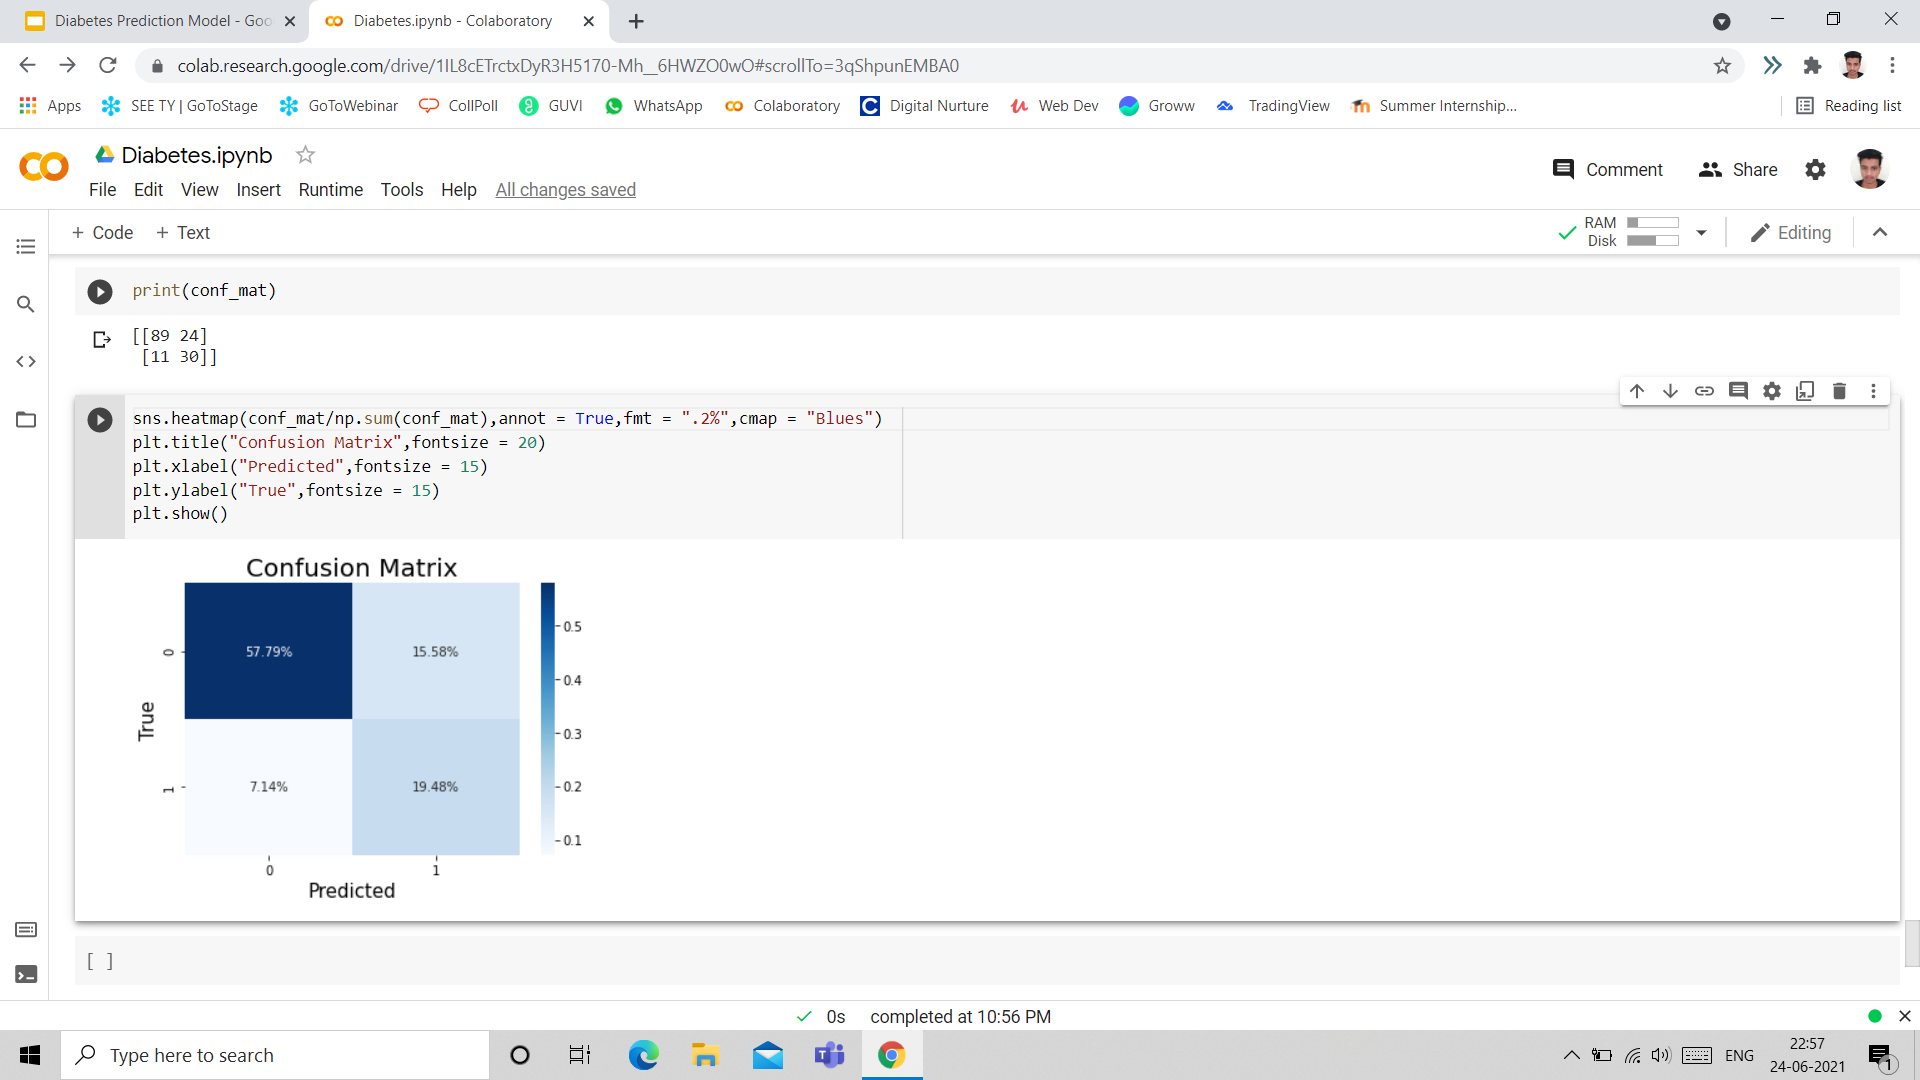 Diabetes Prediction Model - Goo
Diabetes.ipynb - Colaboratory
colab.research.google.com/drive/1IL8cETrctxDyR3H5170-Mh__6HWZO0wO#scrollTo=3qShpunEMBA0
Apps SEE TY | GoToStage GoToWebinar CollPoll GUVI WhatsApp Colaboratory Digital Nurture Web Dev Groww TradingView Summer Internship... Reading list
Diabetes.ipynb
Comment Share
File Edit View Insert Runtime Tools Help All changes saved
+ Code + Text
RAM
Disk
Editing
print(conf_mat)
[[89 24]
[11 30]]
sns.heatmap(conf_mat/np.sum(conf_mat),annot = True,fmt = ".2%",cmap = "Blues")
plt.title("Confusion Matrix",fontsize = 20)
plt.xlabel("Predicted",fontsize = 15)
plt.ylabel("True",fontsize = 15)
plt.show()
Confusion Matrix
0.5
0 57.79% 15.58%
0.4
True
0.3
1 7.14% 19.48% 0.2
0.1
0 1
Predicted
[ ]
0s completed at 10:56 PM
Type here to search
ENG
22:57
24-06-2021
1